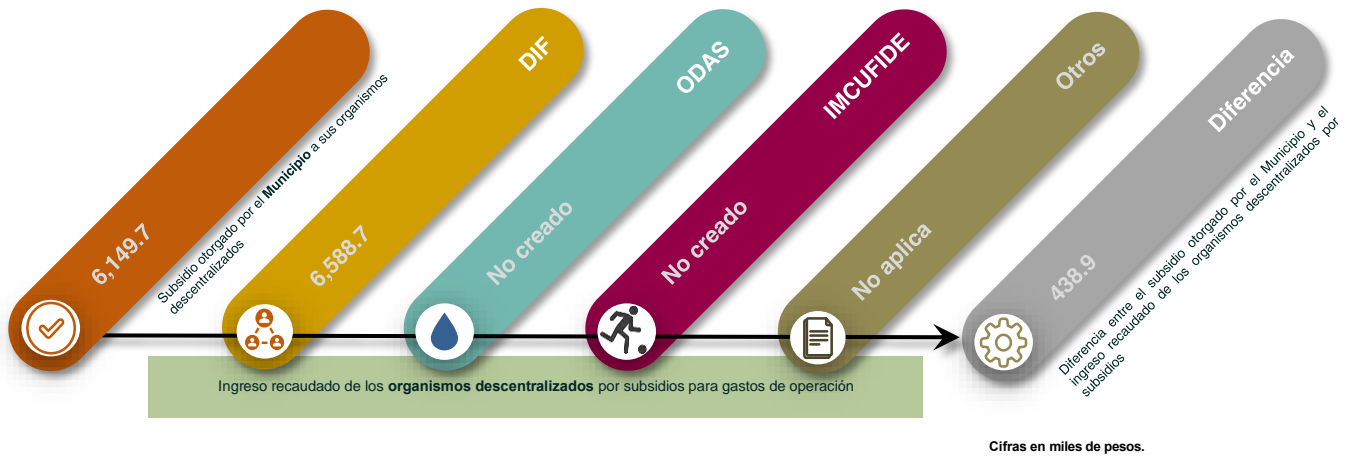 6,149.7
Subsidio otorgado por el Municipio a sus organismos
descentralizados
DIF
6,588.7
ODAS
No creado
IMCUFIDE
No creado
Otros
No aplica
Diferencia
438.9
Diferencia entre el subsidio otorgado por el Municipio y el
ingreso recaudado de los organismos descentralizados por
subsidios
Ingreso recaudado de los organismos descentralizados por subsidios para gastos de operación
Cifras en miles de pesos.